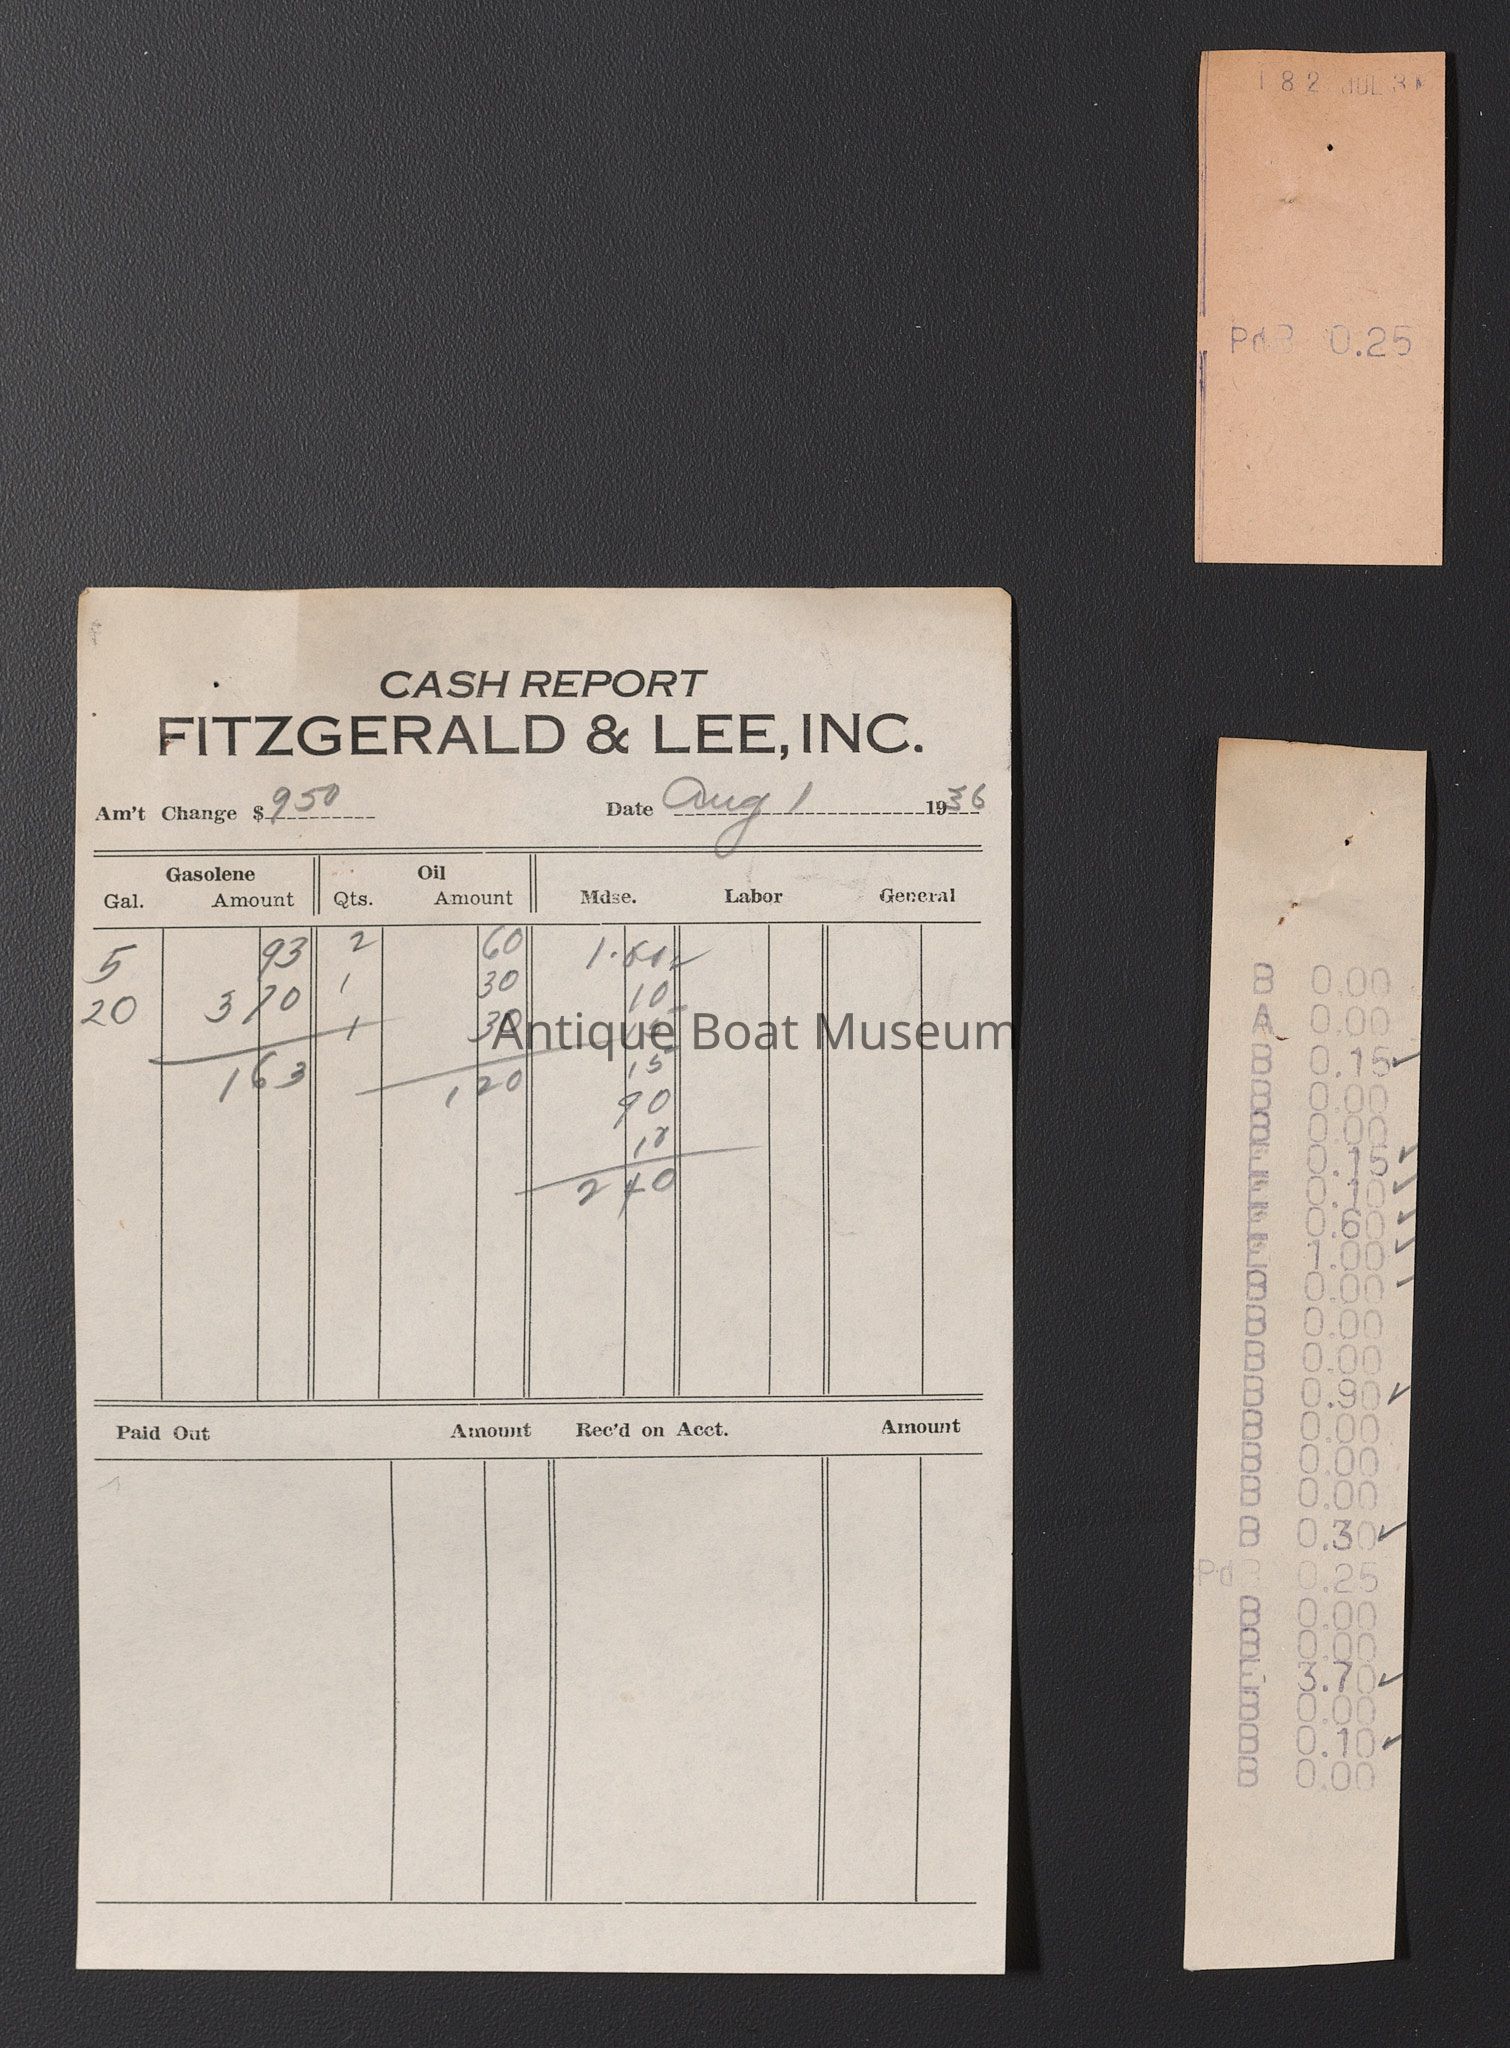 182 JUL 3
Pd 0.25
CASH REPORT
FITZGERALD & LEE, INC.
Am't Change $ 950 Date Aug 1 1936
Gasolene Oil
Gal. Amount Qts. Amount Mdse. Labor General
5 93 2 60
20 370 1 30 10
1 30
163 120 15
90
240
Antique Boat Museum
Paid Out Amount Rec'd on Acct. Amount
B 0.00
A 0.00
B 0.15 ✓
B 0.00
B 0.00
0.15 ✓
0.10 ✓
0.60 ✓
1.00 ✓
B 0.00
B 0.00
B 0.00
B 0.90 ✓
B 0.00
B 0.00
B 0.00
B 0.30 ✓
Pd 0.25
B 0.00
B 0.00
3.70 ✓
B 0.00
B 0.10 ✓
B 0.00